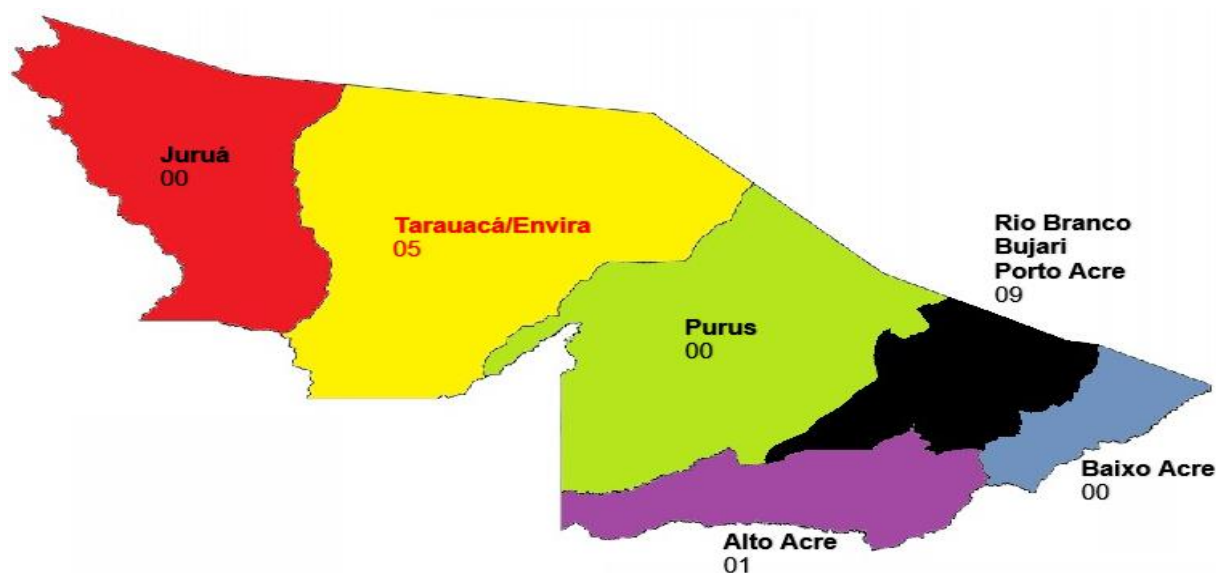 Juruá
00
Tarauacá/Envira
05
Rio Branco
Bujari
Porto Acre
09
Purus
00
Baixo Acre
00
Alto Acre
01